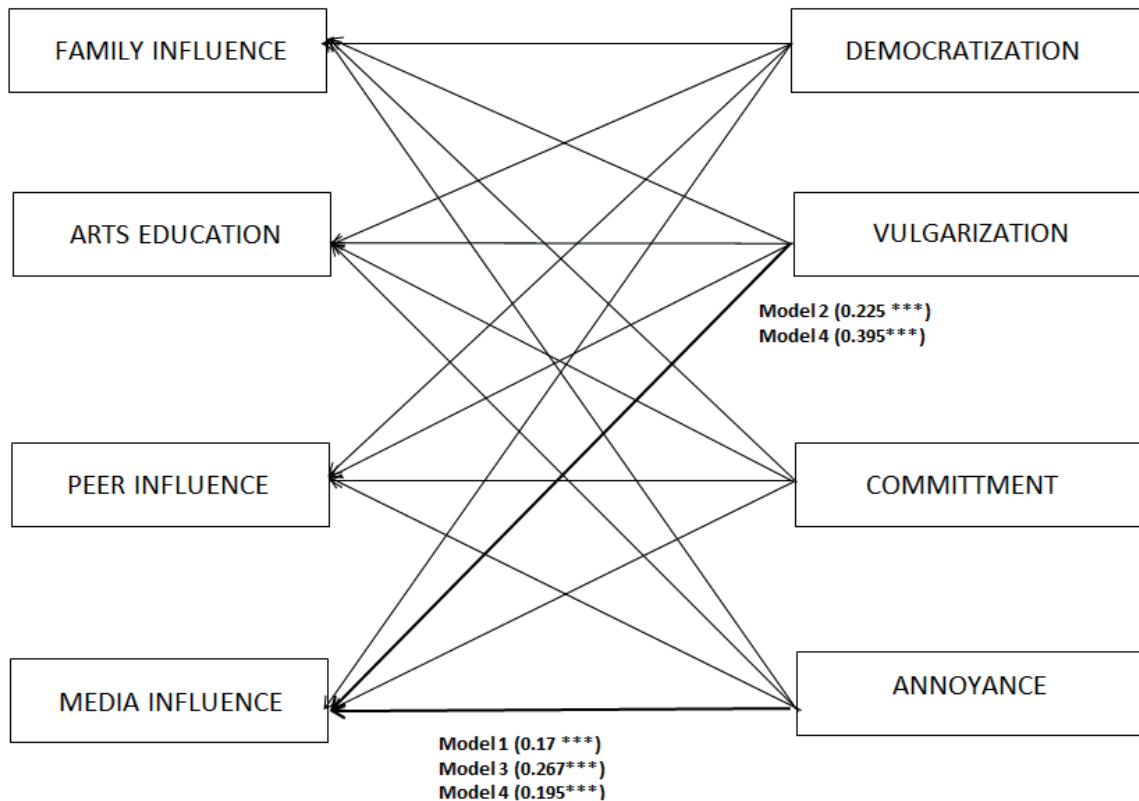 FAMILY INFLUENCE
DEMOCRATIZATION
ARTS EDUCATION
VULGARIZATION
Model 2 (0.225 ***)
Model 4 (0.395***)
PEER INFLUENCE
COMMITTMENT
MEDIA INFLUENCE
ANNOYANCE
Model 1 (0.17 ***)
Model 3 (0.267***)
Model 4 (0.195***)